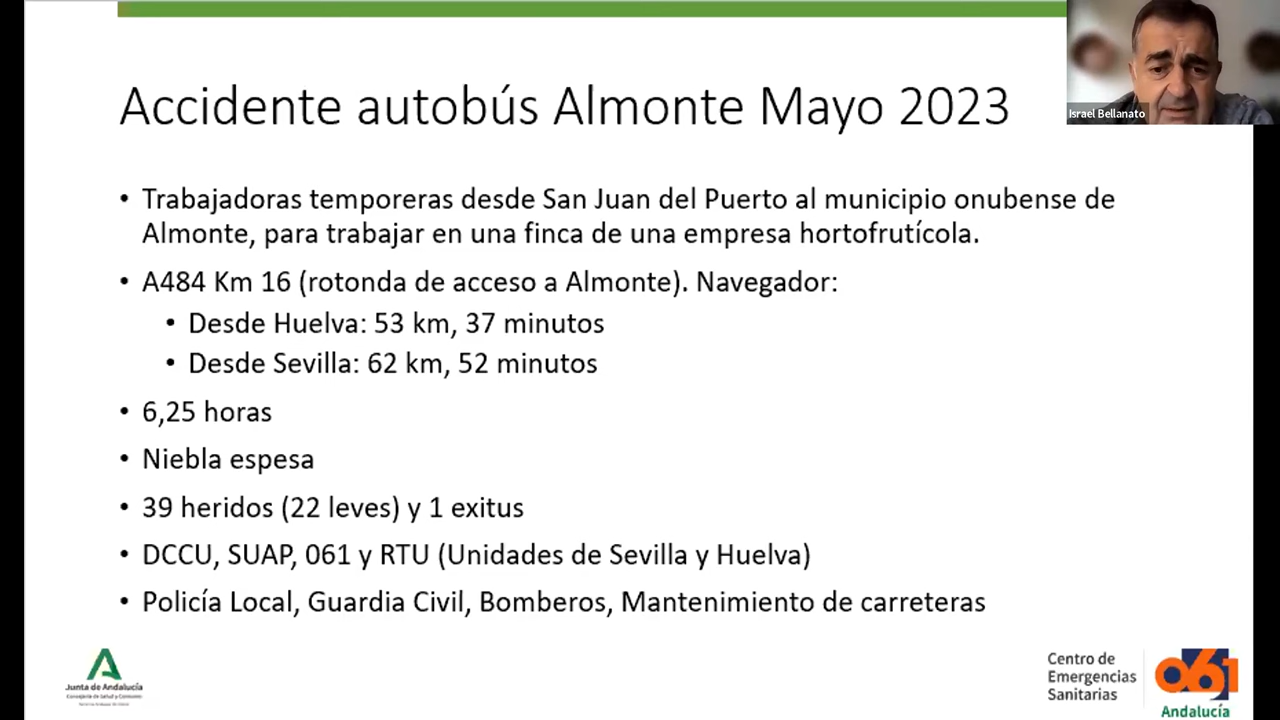 Accidente autobús Almonte Mayo 2023
Israel Bellanato
• Trabajadoras temporeras desde San Juan del Puerto al municipio onubense de
Almonte, para trabajar en una finca de una empresa hortofrutícola.
• A484 Km 16 (rotonda de acceso a Almonte). Navegador:
• Desde Huelva: 53 km, 37 minutos
• Desde Sevilla: 62 km, 52 minutos
• 6,25 horas
• Niebla espesa
• 39 heridos (22 leves) y 1 exitus
• DCCU, SUAP, 061 y RTU (Unidades de Sevilla y Huelva)
• Policía Local, Guardia Civil, Bomberos, Mantenimiento de carreteras
Junta de Andalucía
Consejería de Salud y Consumo
Centro de
Emergencias
Sanitarias
061
Andalucía